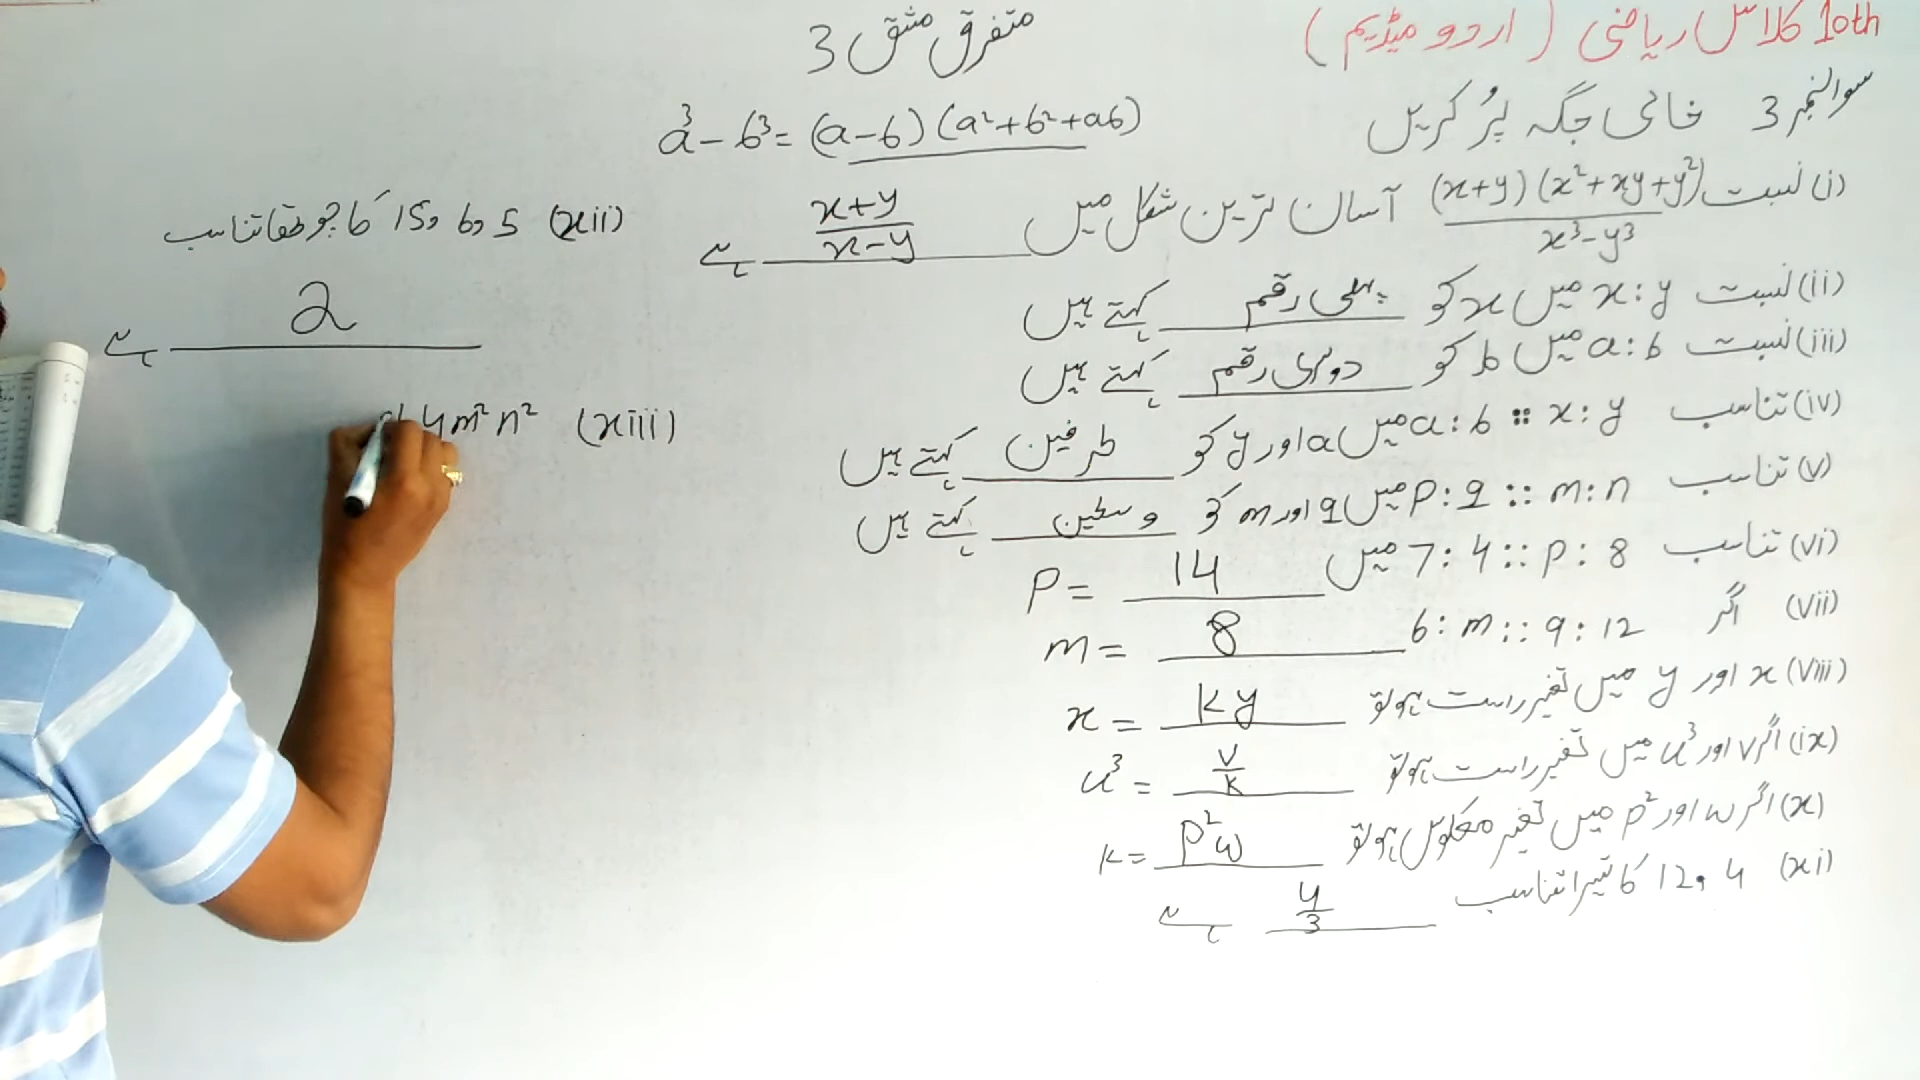 10th کلاس ریاضی (اردو میڈیم)
متفرق مشق 3
سوال نمبر 3 خالی جگہ پُر کریں
a³ - b³ = (a-b) (a²+b²+ab)
(i) نسبت (x+y) (x²+xy+y²) / x³-y³ آسان ترین شکل میں x+y / x-y ہے
(ii) نسبت x:y میں x کو پہلی رقم کہتے ہیں
(iii) نسبت a:b میں b کو دوسری رقم کہتے ہیں
(iv) تناسب a:b :: x:y میں a اور y کو طرفین کہتے ہیں
(v) تناسب p:q :: m:n میں q اور m کو وسطین کہتے ہیں
(vi) تناسب 7:4 :: p:8 میں
p = 14
(vii) اگر 6:m :: 9:12
m = 8
(viii) x اور y میں تغیر راست ہو تو
x = ky
(ix) اگر v اور u³ میں تغیر راست ہو تو
u³ = v/k
(x) اگر w اور p² میں تغیر معکوس ہو تو
k = p²w
(xi) 4 و 12 کا تیسرا تناسب
4/3 ہے
(xii) 5 و 6 و 15 کا چوتھا تناسب
2 ہے
(xiii) 4m²n²